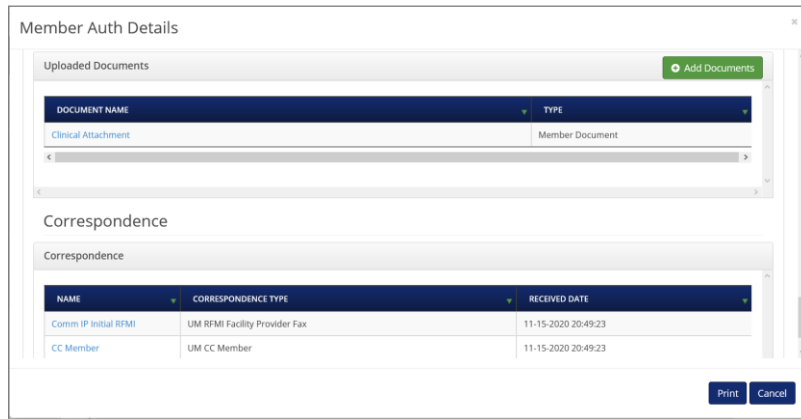 Member Auth Details
Uploaded Documents
Add Documents
DOCUMENT NAME TYPE
Clinical Attachment Member Document
Correspondence
Correspondence
NAME CORRESPONDENCE TYPE RECEIVED DATE
Comm IP Initial RFMI UM RFMI Facility Provider Fax 11-15-2020 20:49:23
CC Member UM CC Member 11-15-2020 20:49:23
Print Cancel